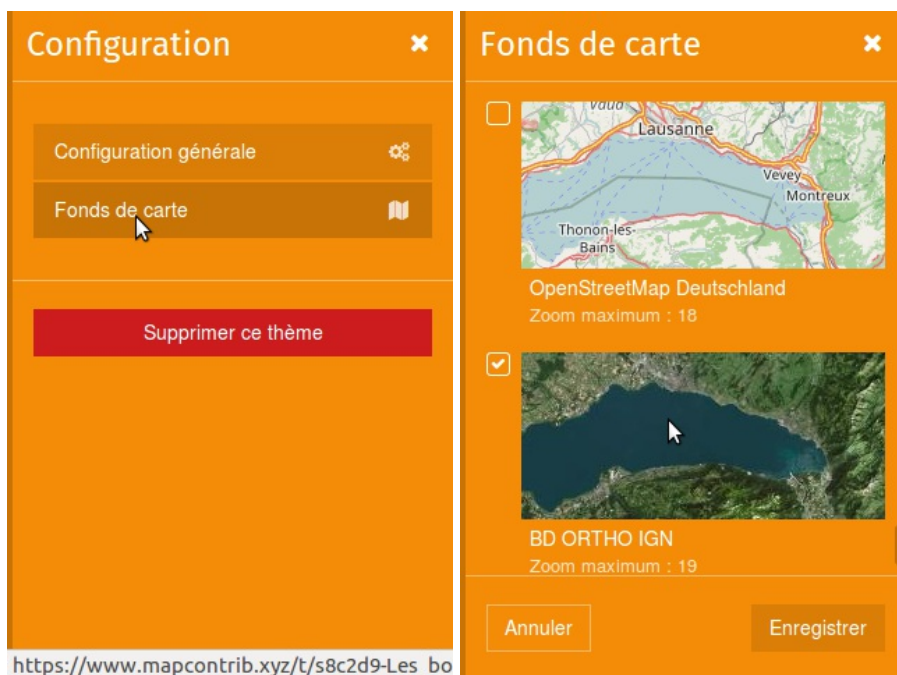 Configuration
Configuration générale
Fonds de carte
Supprimer ce thème
https://www.mapcontrib.xyz/t/s8c2d9-Les_bo
Fonds de carte
Vaud
Lausanne
Vevey
Montreux
Thonon-les-
Bains
OpenStreetMap Deutschland
Zoom maximum : 18
BD ORTHO IGN
Zoom maximum : 19
Annuler
Enregistrer